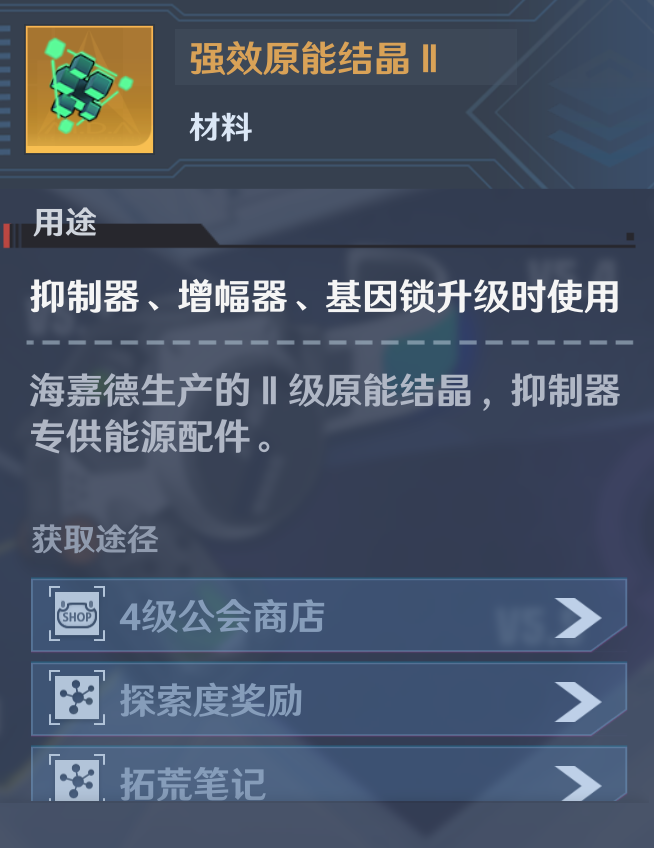 强效原能结晶 II
材料
用途
抑制器、增幅器、基因锁升级时使用
海嘉德生产的 II 级原能结晶，抑制器
专供能源配件。
获取途径
SHOP
4级公会商店
探索度奖励
拓荒笔记